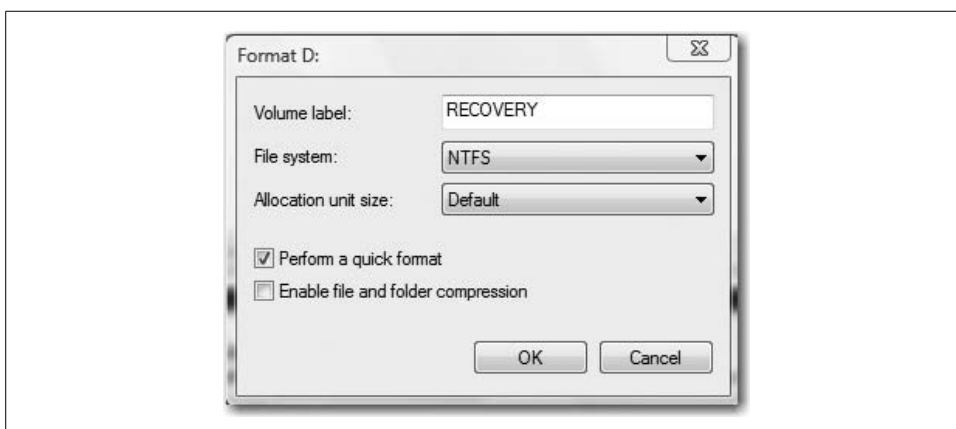 Format D:
Volume label: RECOVERY
File system: NTFS
Allocation unit size: Default
Perform a quick format
Enable file and folder compression
OK Cancel